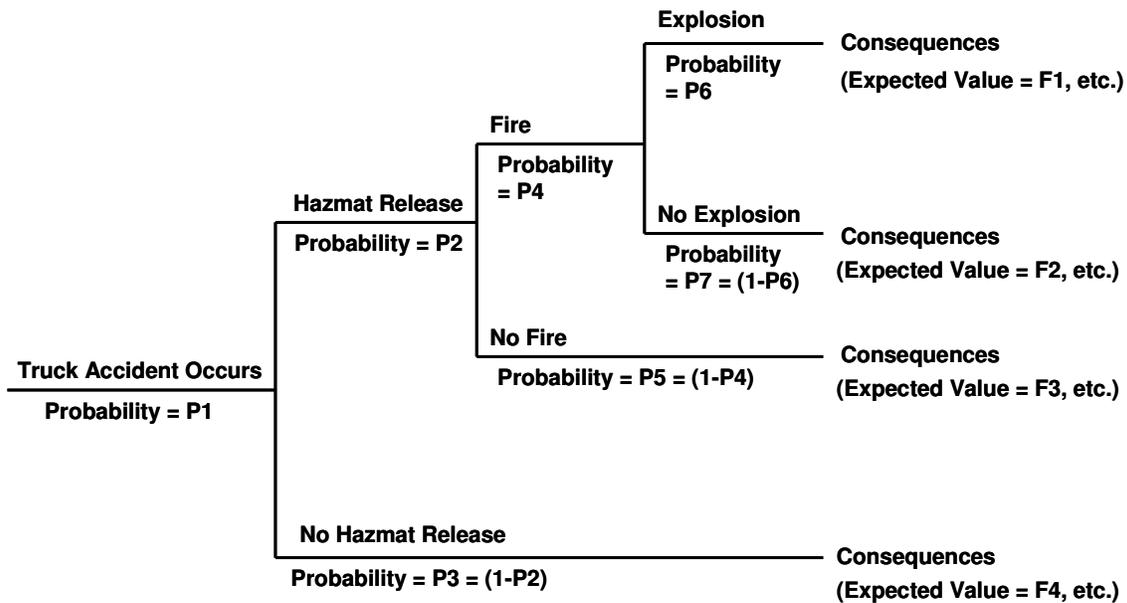 Explosion
Probability
= P6
Consequences
(Expected Value = F1, etc.)
Fire
Probability
= P4
No Explosion
Probability
= P7 = (1-P6)
Consequences
(Expected Value = F2, etc.)
Hazmat Release
Probability = P2
No Fire
Probability = P5 = (1-P4)
Consequences
(Expected Value = F3, etc.)
Truck Accident Occurs
Probability = P1
No Hazmat Release
Probability = P3 = (1-P2)
Consequences
(Expected Value = F4, etc.)